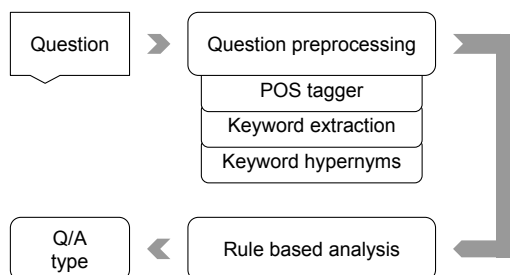 Question
Question preprocessing
POS tagger
Keyword extraction
Keyword hypernyms
Q/A
type
Rule based analysis